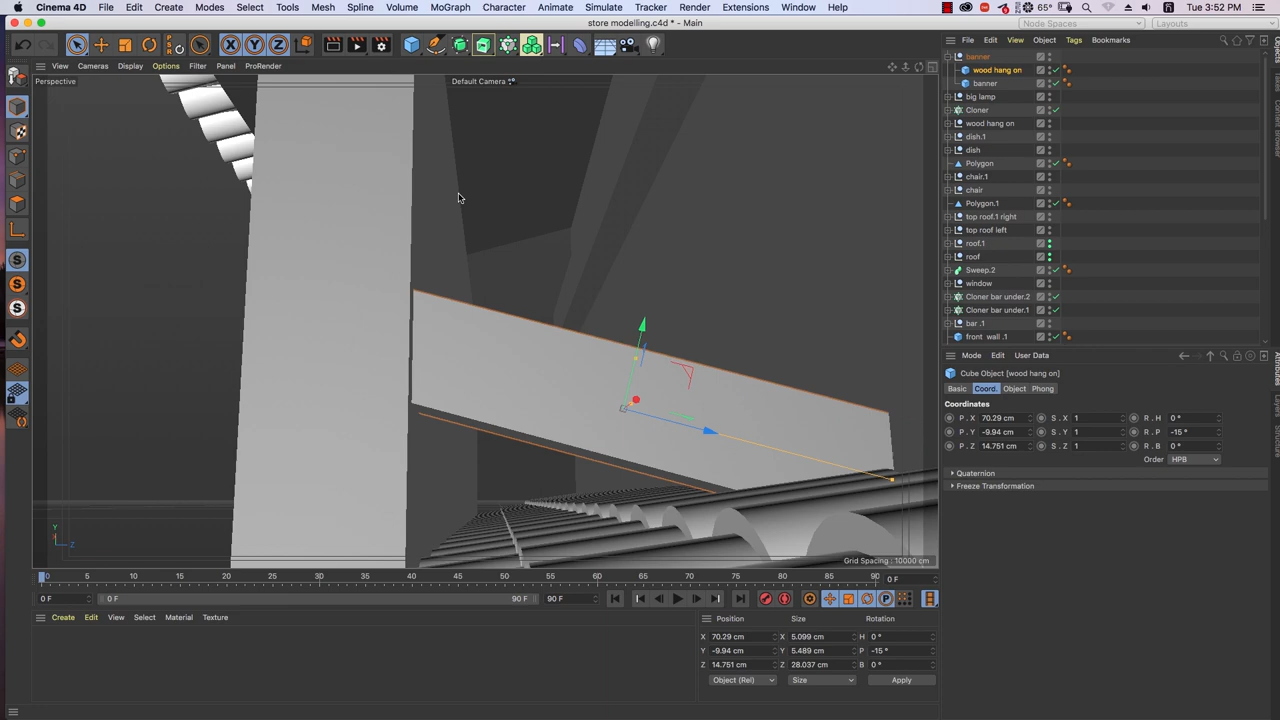 Cinema 4D File Edit Create Modes Select Tools Mesh Spline Volume MoGraph Character Animate Simulate Tracker Render Extensions Window Help 65° Tue 3:52 PM
store modelling.c4d * - Main
Node Spaces Layouts
X Y Z
File Edit View Object Tags Bookmarks
View Cameras Display Options Filter Panel ProRender
Perspective
Default Camera
banner
wood hang on
banner
big lamp
Cloner
wood hang on
dish.1
dish
Polygon
chair.1
chair
Polygon.1
top roof.1 right
top roof left
roof.1
roof
Sweep.2
window
Cloner bar under.2
Cloner bar under.1
bar .1
front wall .1
Objects
Takes
Content Browser
Attributes
Layers
Structure
Mode Edit User Data
Cube Object [wood hang on]
Basic Coord. Object Phong
Coordinates
P . X 70.29 cm S . X 1 R . H 0 °
P . Y -9.94 cm S . Y 1 R . P -15 °
P . Z 14.751 cm S . Z 1 R . B 0 °
Order HPB
Quaternion
Freeze Transformation
Y
Z
Grid Spacing : 10000 cm
0 5 10 15 20 25 30 35 40 45 50 55 60 65 70 75 80 85 90 0 F
0 F 0 F 90 F 90 F
Create Edit View Select Material Texture
Position Size Rotation
X 70.29 cm X 5.099 cm H 0 °
Y -9.94 cm Y 5.489 cm P -15 °
Z 14.751 cm Z 28.037 cm B 0 °
Object (Rel) Size Apply